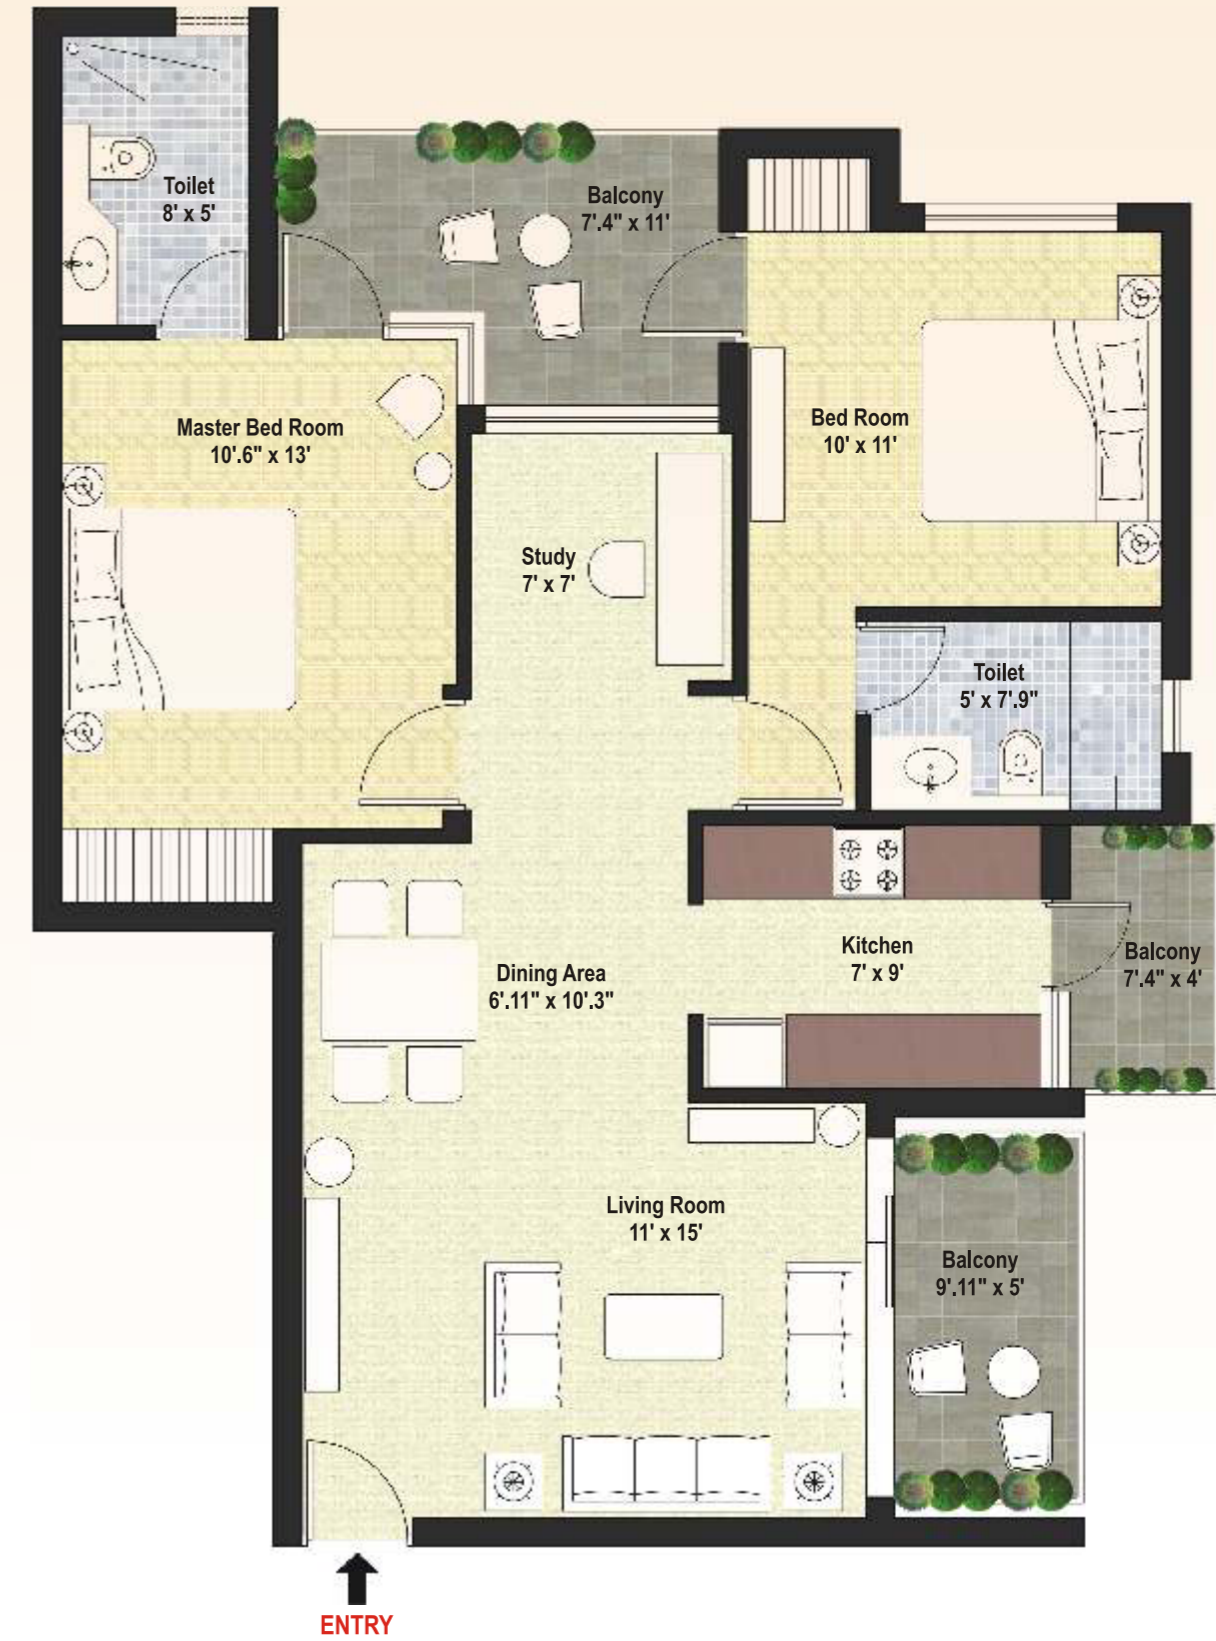 Toilet
8' x 5'
Balcony
7'.4" x 11'
Master Bed Room
10'.6" x 13'
Bed Room
10' x 11'
Study
7' x 7'
Toilet
5' x 7'.9"
Kitchen
7' x 9'
Balcony
7'.4" x 4'
Dining Area
6'.11" x 10'.3"
Living Room
11' x 15'
Balcony
9'.11" x 5'
ENTRY